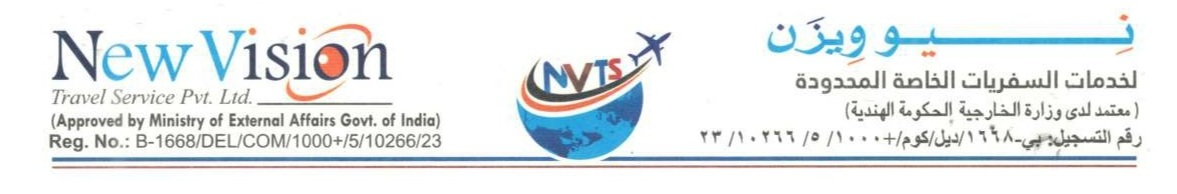 New Vision
Travel Service Pvt. Ltd.
(Approved by Ministry of External Affairs Govt. of India)
Reg. No.: B-1668/DEL/COM/1000+/5/10266/23
NVTS
نِيـو وِيزَن
لخدمات السفريات الخاصة المحدودة
(معتمد لدى وزارة الخارجية الحكومة الهندية)
رقم التسجيل: بي-١٦٦٨/ديل/كوم/+١٠٠٠/ ٥/ ١٠٢٦٦/ ٢٣